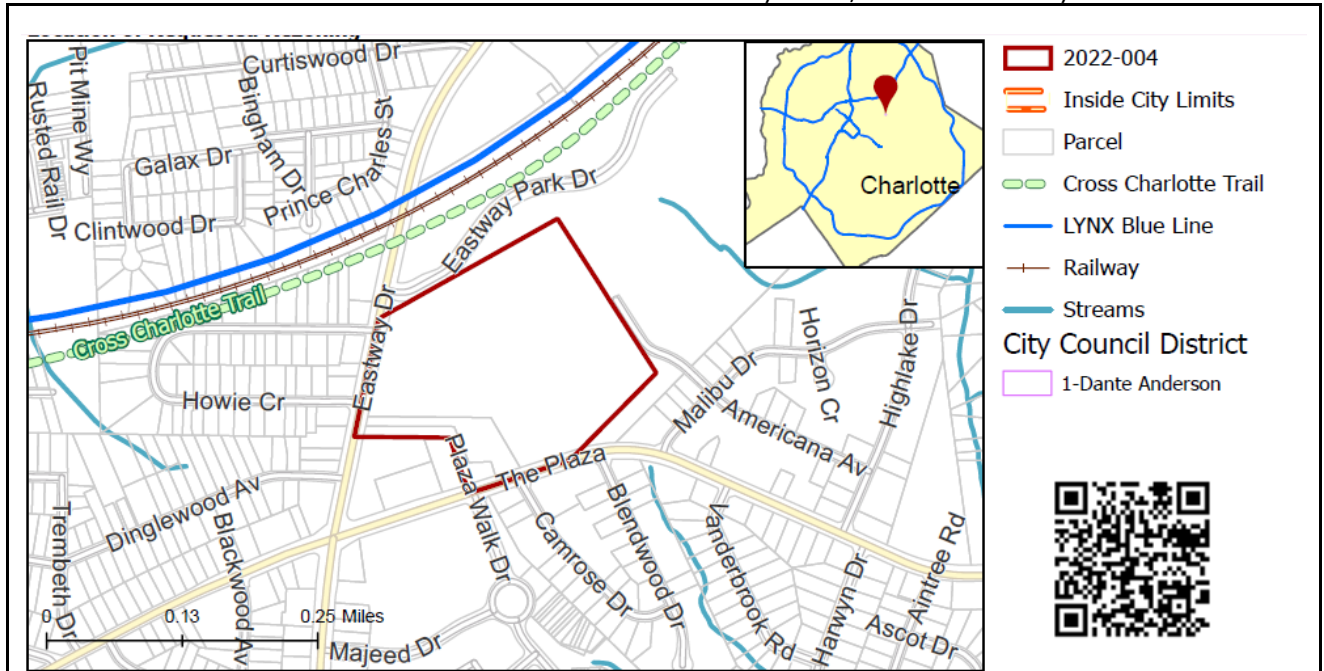 Curtiswood Dr
Pit Mine Wy
Bingham Dr
Rusted Rail Dr
Galax Dr
Prince Charles St
Clintwood Dr
Eastway Park Dr
Cross Charlotte Trail
Eastway Dr
Howie Cr
Horizon Cr
Highlake Dr
Malibu Dr
Americana Av
Plaza Walk Dr
The Plaza
Dinglewood Av
Blackwood Av
Trembeth Dr
Camrose Dr
Blendwood Dr
Vanderbrook Rd
Harwyn Dr
Aintree Rd
Ascot Dr
Majeed Dr
0 0.13 0.25 Miles
Charlotte
2022-004
Inside City Limits
Parcel
Cross Charlotte Trail
LYNX Blue Line
Railway
Streams
City Council District
1-Dante Anderson